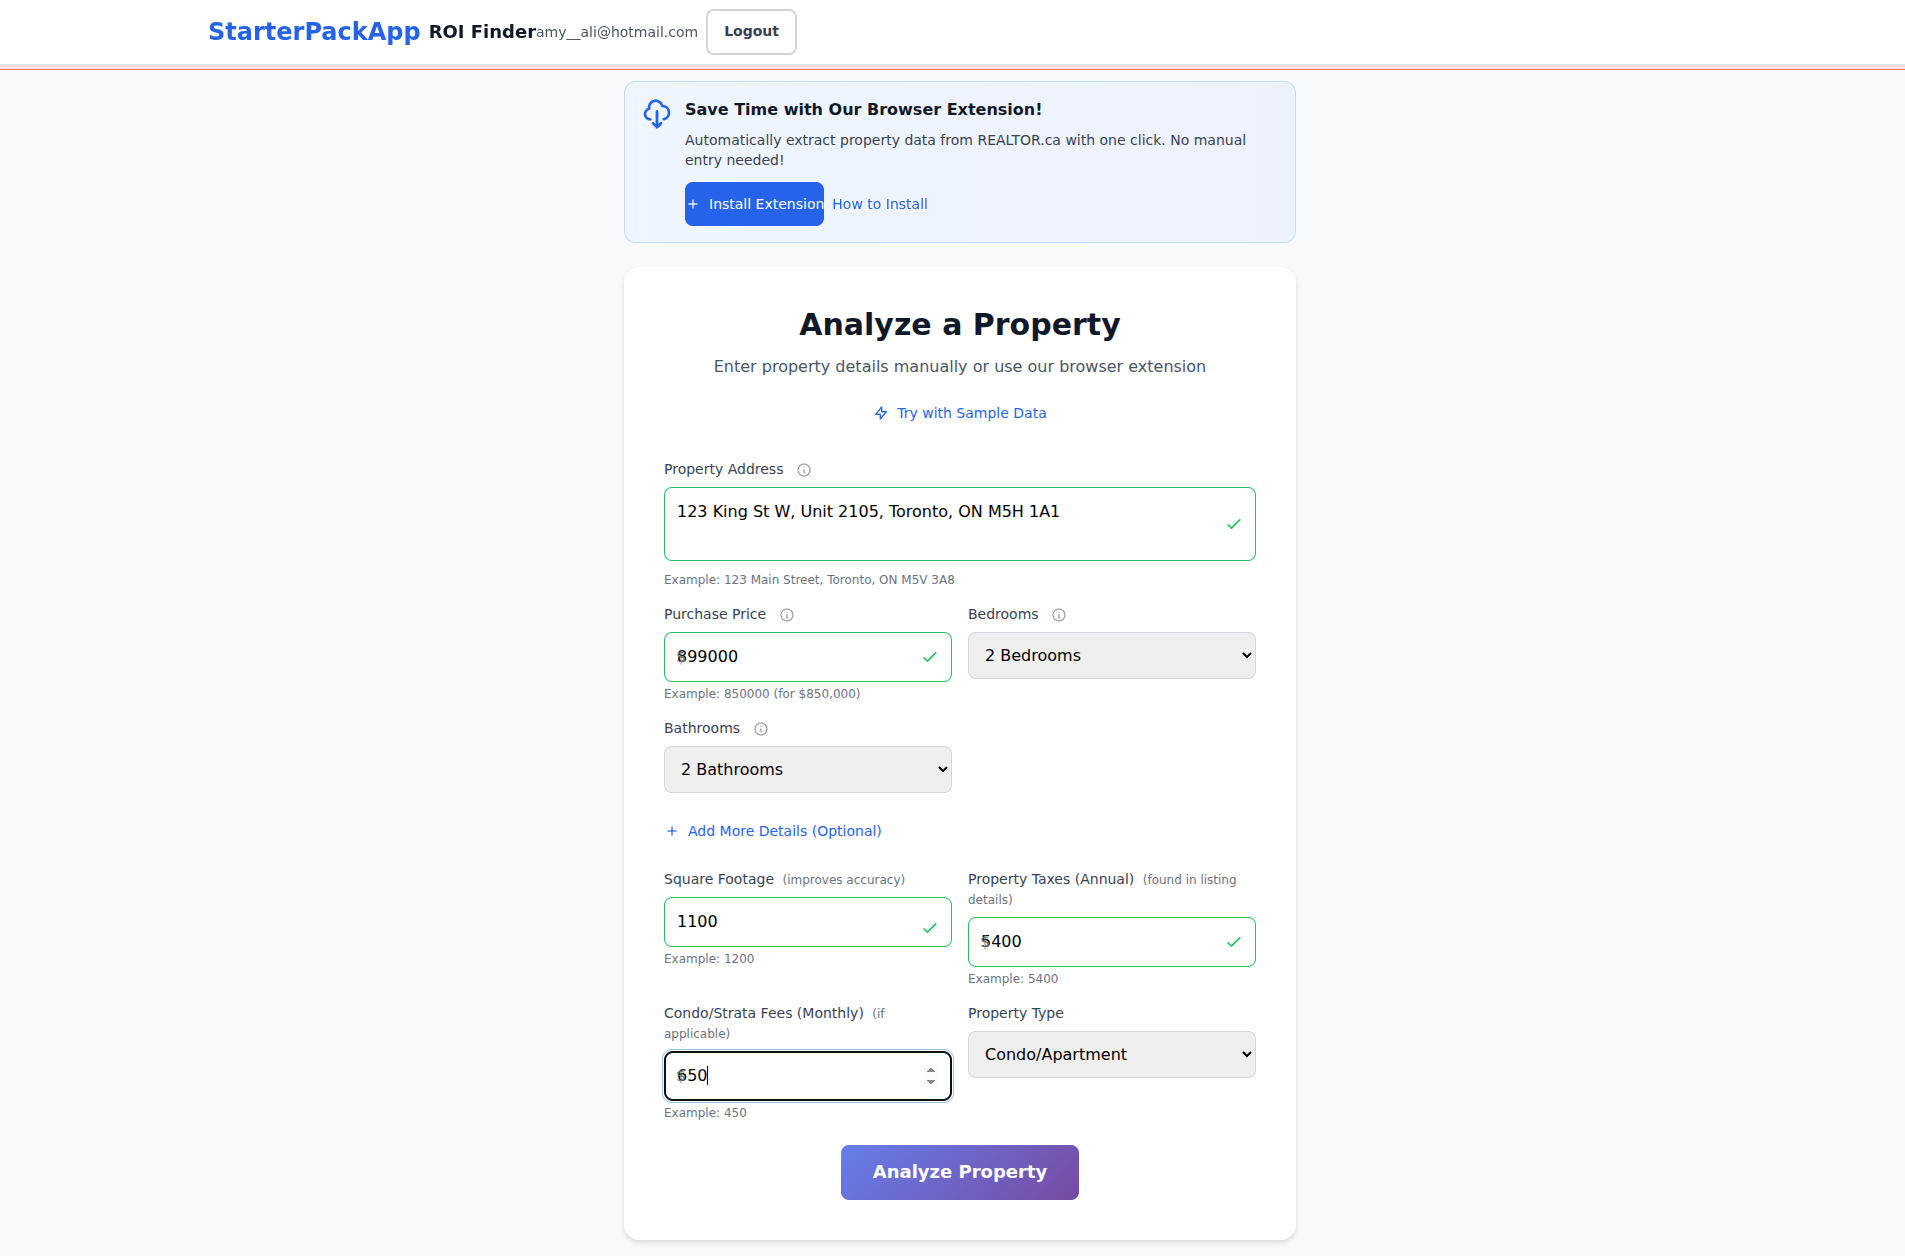 StarterPackApp ROI Finder amy__ali@hotmail.com Logout
Save Time with Our Browser Extension!
Automatically extract property data from REALTOR.ca with one click. No manual
entry needed!
+ Install Extension How to Install
Analyze a Property
Enter property details manually or use our browser extension
Try with Sample Data
Property Address
123 King St W, Unit 2105, Toronto, ON M5H 1A1
Example: 123 Main Street, Toronto, ON M5V 3A8
Purchase Price Bedrooms
$899000 2 Bedrooms
Example: 850000 (for $850,000)
Bathrooms
2 Bathrooms
+ Add More Details (Optional)
Square Footage (improves accuracy) Property Taxes (Annual) (found in listing
details)
1100 $5400
Example: 1200
Example: 5400
Condo/Strata Fees (Monthly) (if
applicable)
Property Type
$650 Condo/Apartment
Example: 450
Analyze Property